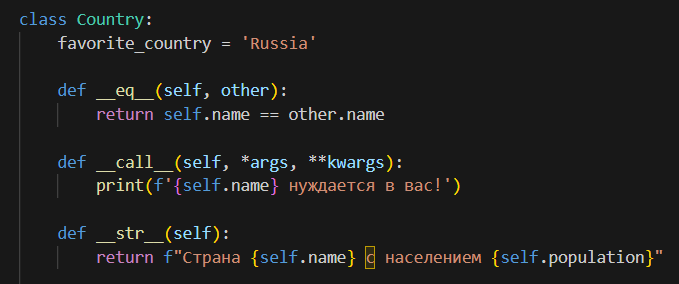 class Country:
    favorite_country = 'Russia'
    def __eq__(self, other):
        return self.name == other.name
    def __call__(self, *args, **kwargs):
        print(f'{self.name} нуждается в вас!')
    def __str__(self):
        return f"Страна {self.name} с населением {self.population}"